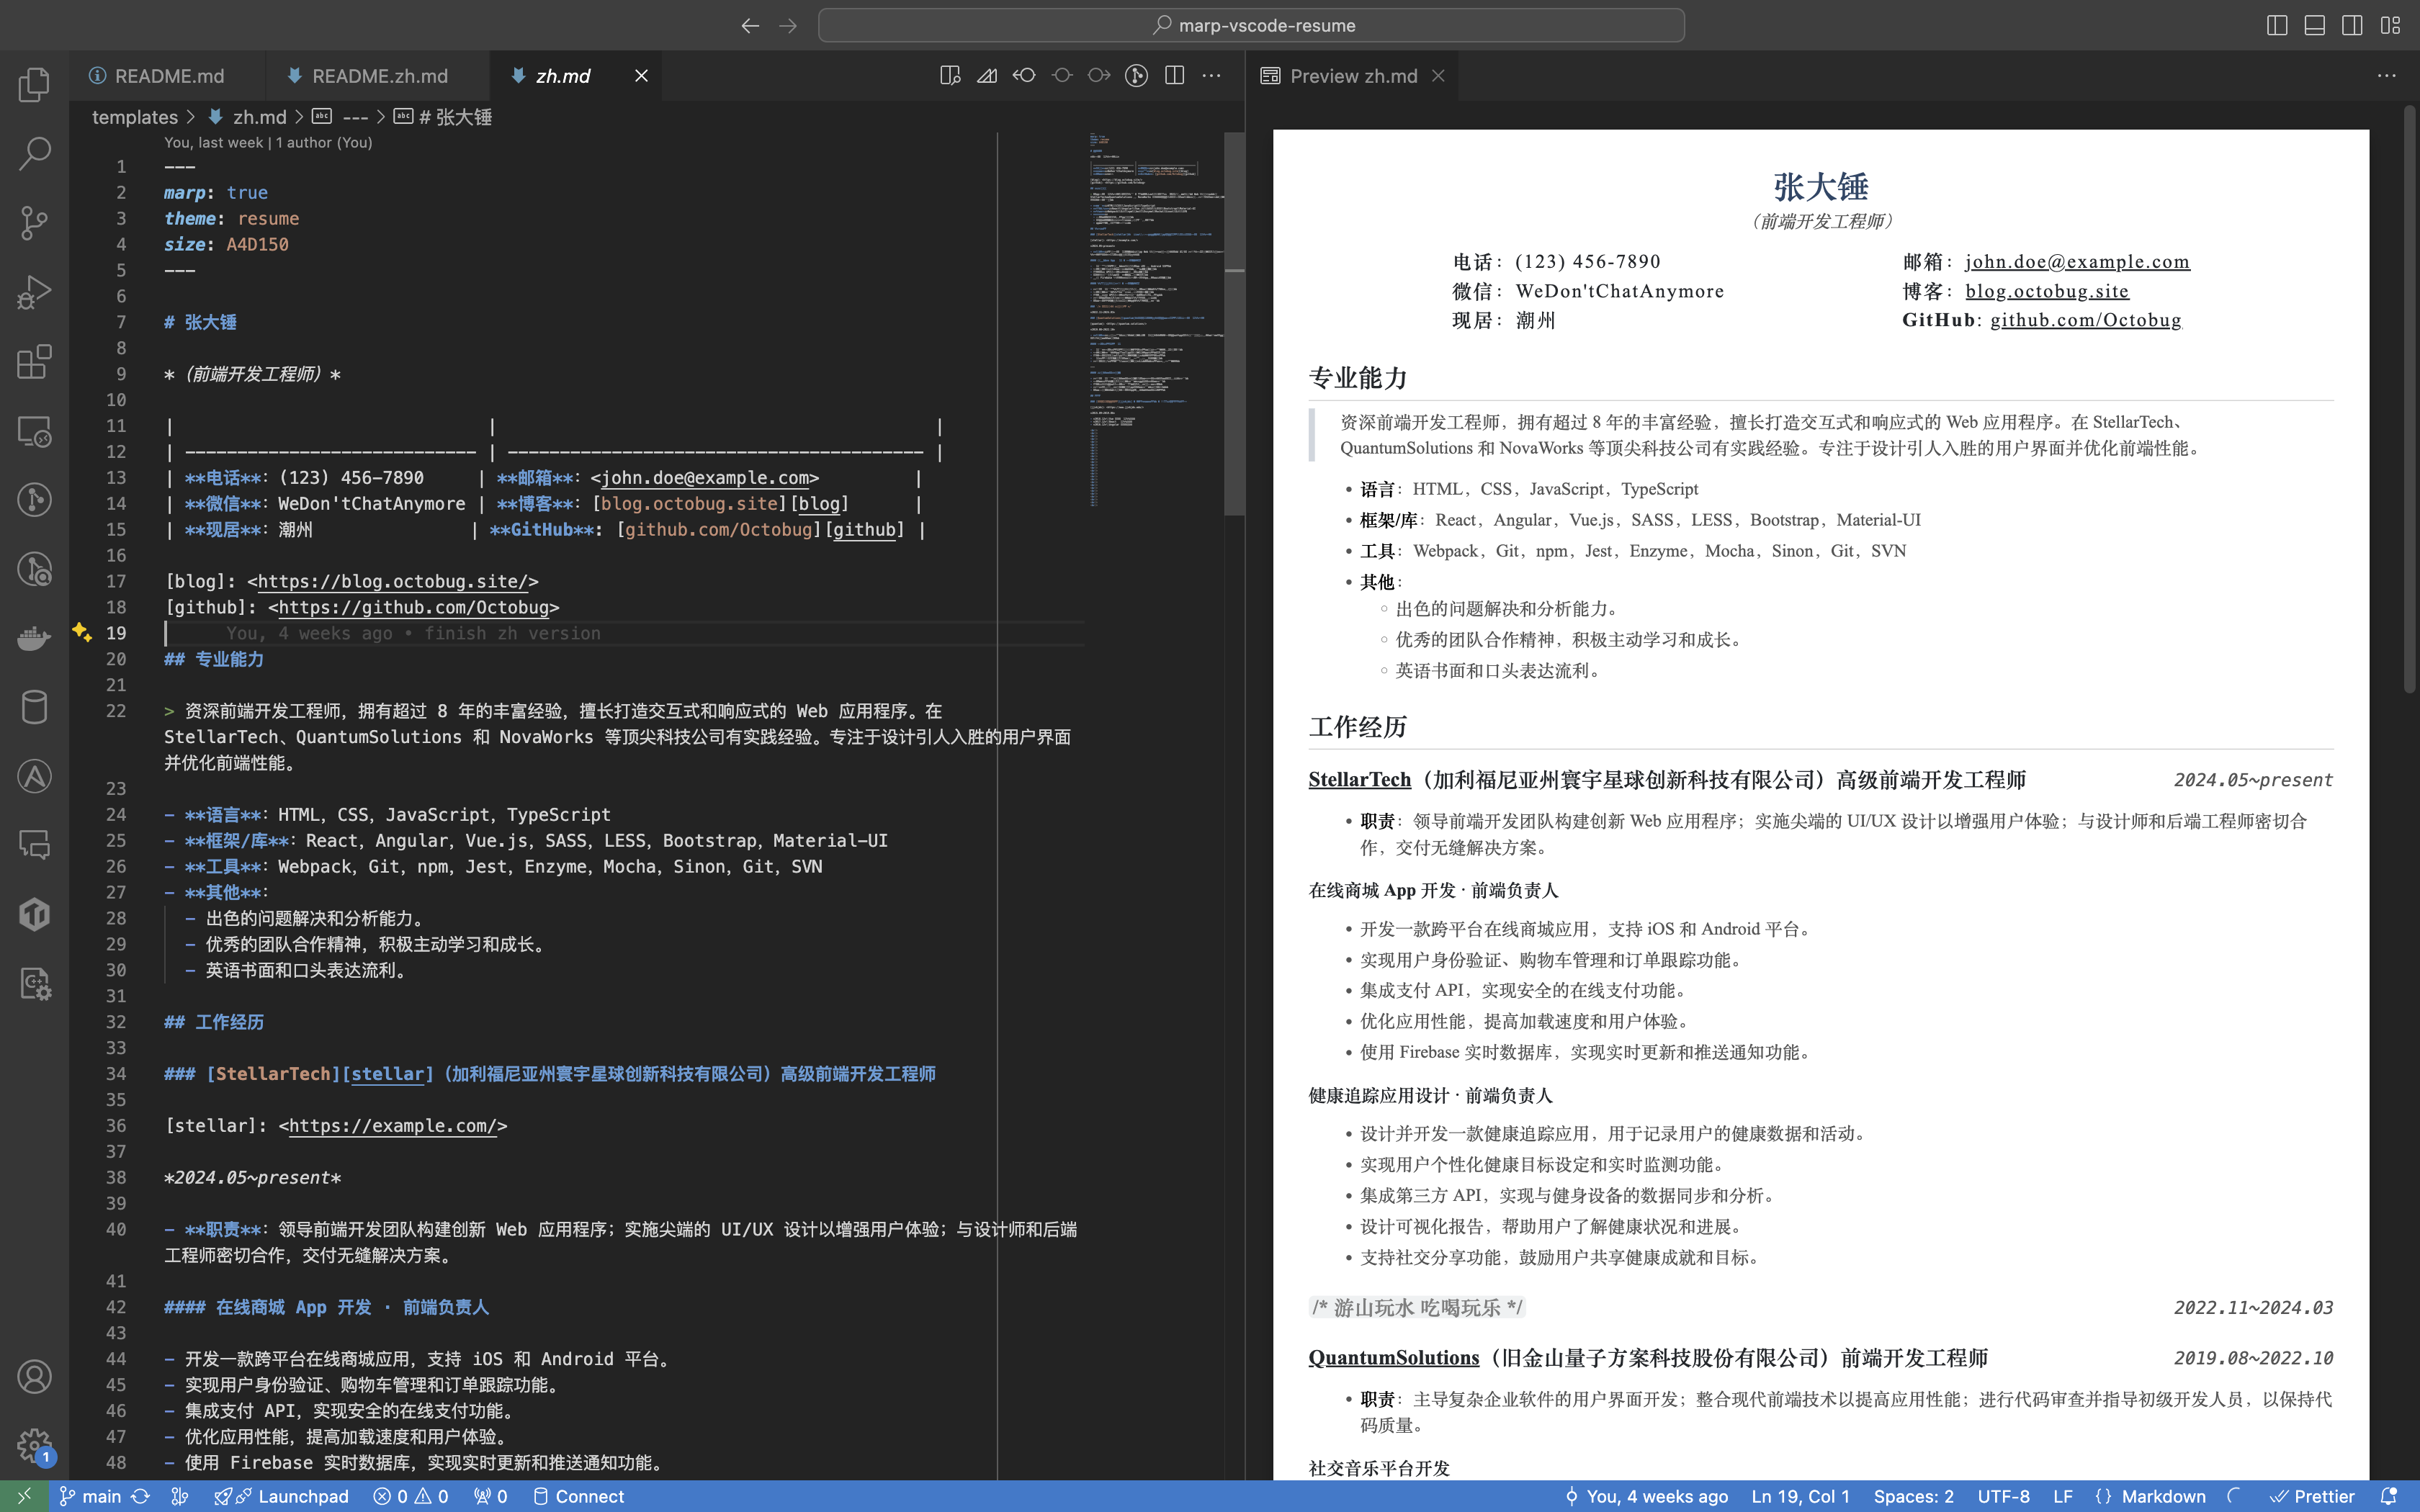 marp-vscode-resume
README.md
README.zh.md
zh.md
templates > zh.md > --- > # 张大锤
You, last week | 1 author (You)
1 ---
2 marp: true
3 theme: resume
4 size: A4D150
5 ---
6
7 # 张大锤
8
9 *（前端开发工程师）*
10
11 | | |
12 | ---------------------------- | ---------------------------------------- |
13 | **电话**：(123) 456-7890 | **邮箱**：<john.doe@example.com> |
14 | **微信**：WeDon'tChatAnymore | **博客**：[blog.octobug.site][blog] |
15 | **现居**：潮州 | **GitHub**: [github.com/Octobug][github] |
16
17 [blog]: <https://blog.octobug.site/>
18 [github]: <https://github.com/Octobug>
19 You, 4 weeks ago • finish zh version
20 ## 专业能力
21
22 > 资深前端开发工程师，拥有超过 8 年的丰富经验，擅长打造交互式和响应式的 Web 应用程序。在
StellarTech、QuantumSolutions 和 NovaWorks 等顶尖科技公司有实践经验。专注于设计引人入胜的用户界面
并优化前端性能。
23
24 - **语言**：HTML，CSS，JavaScript，TypeScript
25 - **框架/库**：React，Angular，Vue.js，SASS，LESS，Bootstrap，Material-UI
26 - **工具**：Webpack，Git，npm，Jest，Enzyme，Mocha，Sinon，Git，SVN
27 - **其他**：
28 - 出色的问题解决和分析能力。
29 - 优秀的团队合作精神，积极主动学习和成长。
30 - 英语书面和口头表达流利。
31
32 ## 工作经历
33
34 ### [StellarTech][stellar]（加利福尼亚州寰宇星球创新科技有限公司）高级前端开发工程师
35
36 [stellar]: <https://example.com/>
37
38 *2024.05~present*
39
40 - **职责**：领导前端开发团队构建创新 Web 应用程序；实施尖端的 UI/UX 设计以增强用户体验；与设计师和后端
工程师密切合作，交付无缝解决方案。
41
42 #### 在线商城 App 开发 · 前端负责人
43
44 - 开发一款跨平台在线商城应用，支持 iOS 和 Android 平台。
45 - 实现用户身份验证、购物车管理和订单跟踪功能。
46 - 集成支付 API，实现安全的在线支付功能。
47 - 优化应用性能，提高加载速度和用户体验。
48 - 使用 Firebase 实时数据库，实现实时更新和推送通知功能。
Preview zh.md
张大锤
（前端开发工程师）
电话：(123) 456-7890 邮箱：john.doe@example.com
微信：WeDon'tChatAnymore 博客：blog.octobug.site
现居：潮州 GitHub: github.com/Octobug
专业能力
资深前端开发工程师，拥有超过 8 年的丰富经验，擅长打造交互式和响应式的 Web 应用程序。在 StellarTech、
QuantumSolutions 和 NovaWorks 等顶尖科技公司有实践经验。专注于设计引人入胜的用户界面并优化前端性能。
• 语言：HTML，CSS，JavaScript，TypeScript
• 框架/库：React，Angular，Vue.js，SASS，LESS，Bootstrap，Material-UI
• 工具：Webpack，Git，npm，Jest，Enzyme，Mocha，Sinon，Git，SVN
• 其他：
◦ 出色的问题解决和分析能力。
◦ 优秀的团队合作精神，积极主动学习和成长。
◦ 英语书面和口头表达流利。
工作经历
StellarTech（加利福尼亚州寰宇星球创新科技有限公司）高级前端开发工程师 2024.05~present
• 职责：领导前端开发团队构建创新 Web 应用程序；实施尖端的 UI/UX 设计以增强用户体验；与设计师和后端工程师密切合
作，交付无缝解决方案。
在线商城 App 开发 · 前端负责人
• 开发一款跨平台在线商城应用，支持 iOS 和 Android 平台。
• 实现用户身份验证、购物车管理和订单跟踪功能。
• 集成支付 API，实现安全的在线支付功能。
• 优化应用性能，提高加载速度和用户体验。
• 使用 Firebase 实时数据库，实现实时更新和推送通知功能。
健康追踪应用设计 · 前端负责人
• 设计并开发一款健康追踪应用，用于记录用户的健康数据和活动。
• 实现用户个性化健康目标设定和实时监测功能。
• 集成第三方 API，实现与健身设备的数据同步和分析。
• 设计可视化报告，帮助用户了解健康状况和进展。
• 支持社交分享功能，鼓励用户共享健康成就和目标。
/* 游山玩水 吃喝玩乐 */ 2022.11~2024.03
QuantumSolutions（旧金山量子方案科技股份有限公司）前端开发工程师 2019.08~2022.10
• 职责：主导复杂企业软件的用户界面开发；整合现代前端技术以提高应用性能；进行代码审查并指导初级开发人员，以保持代
码质量。
社交音乐平台开发
1
main Launchpad 0 0 0 Connect You, 4 weeks ago Ln 19, Col 1 Spaces: 2 UTF-8 LF {} Markdown Prettier